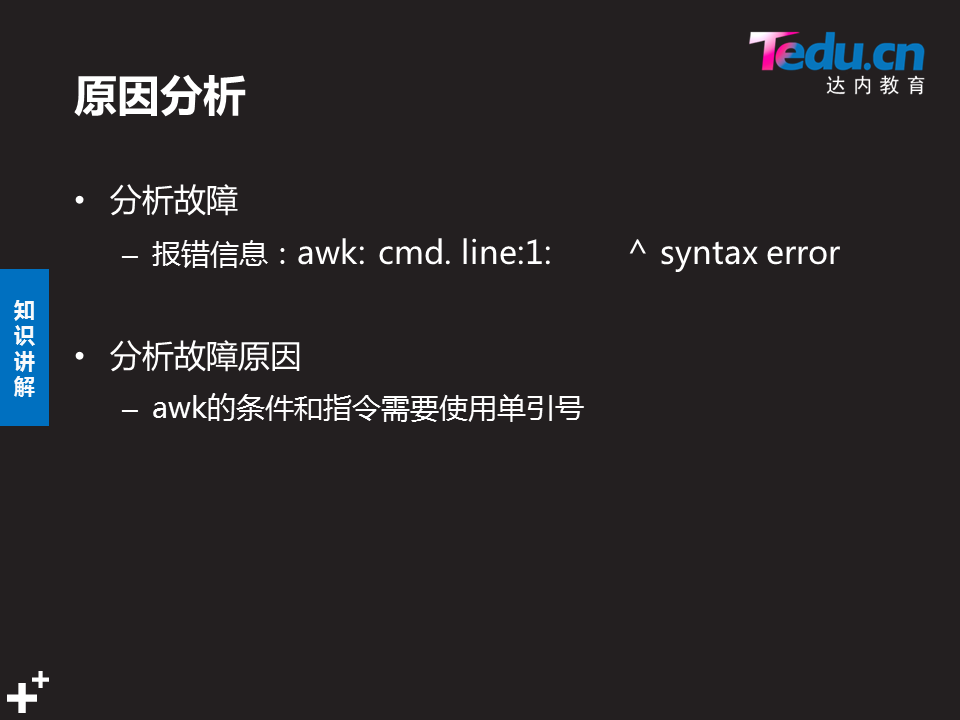 Tedu.cn
达内教育
原因分析
• 分析故障
– 报错信息：awk: cmd. line:1: ^ syntax error
知识讲解
• 分析故障原因
– awk的条件和指令需要使用单引号